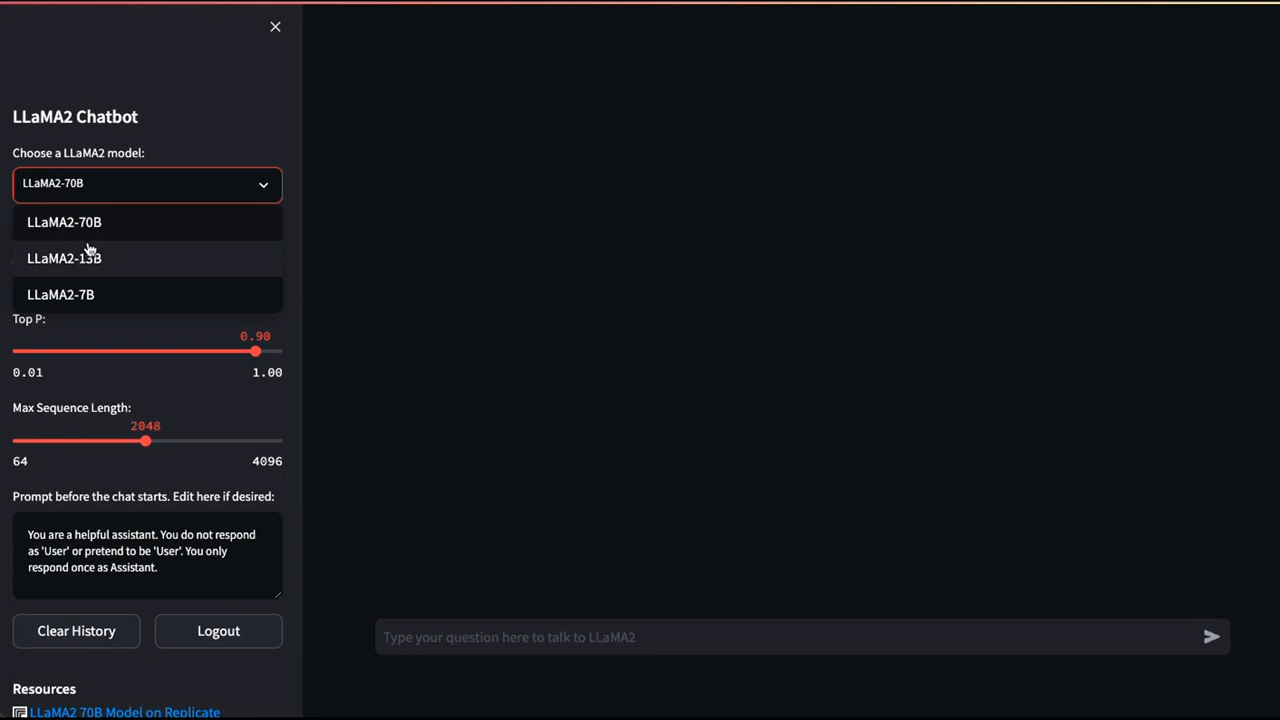 LLaMA2 Chatbot
Choose a LLaMA2 model:
LLaMA2-70B
LLaMA2-70B
LLaMA2-13B
LLaMA2-7B
Top P:
0.90
0.01 1.00
Max Sequence Length:
2048
64 4096
Prompt before the chat starts. Edit here if desired:
You are a helpful assistant. You do not respond
as 'User' or pretend to be 'User'. You only
respond once as Assistant.
Type your question here to talk to LLaMA2
Clear History Logout
Resources
LLaMA2 70B Model on Replicate